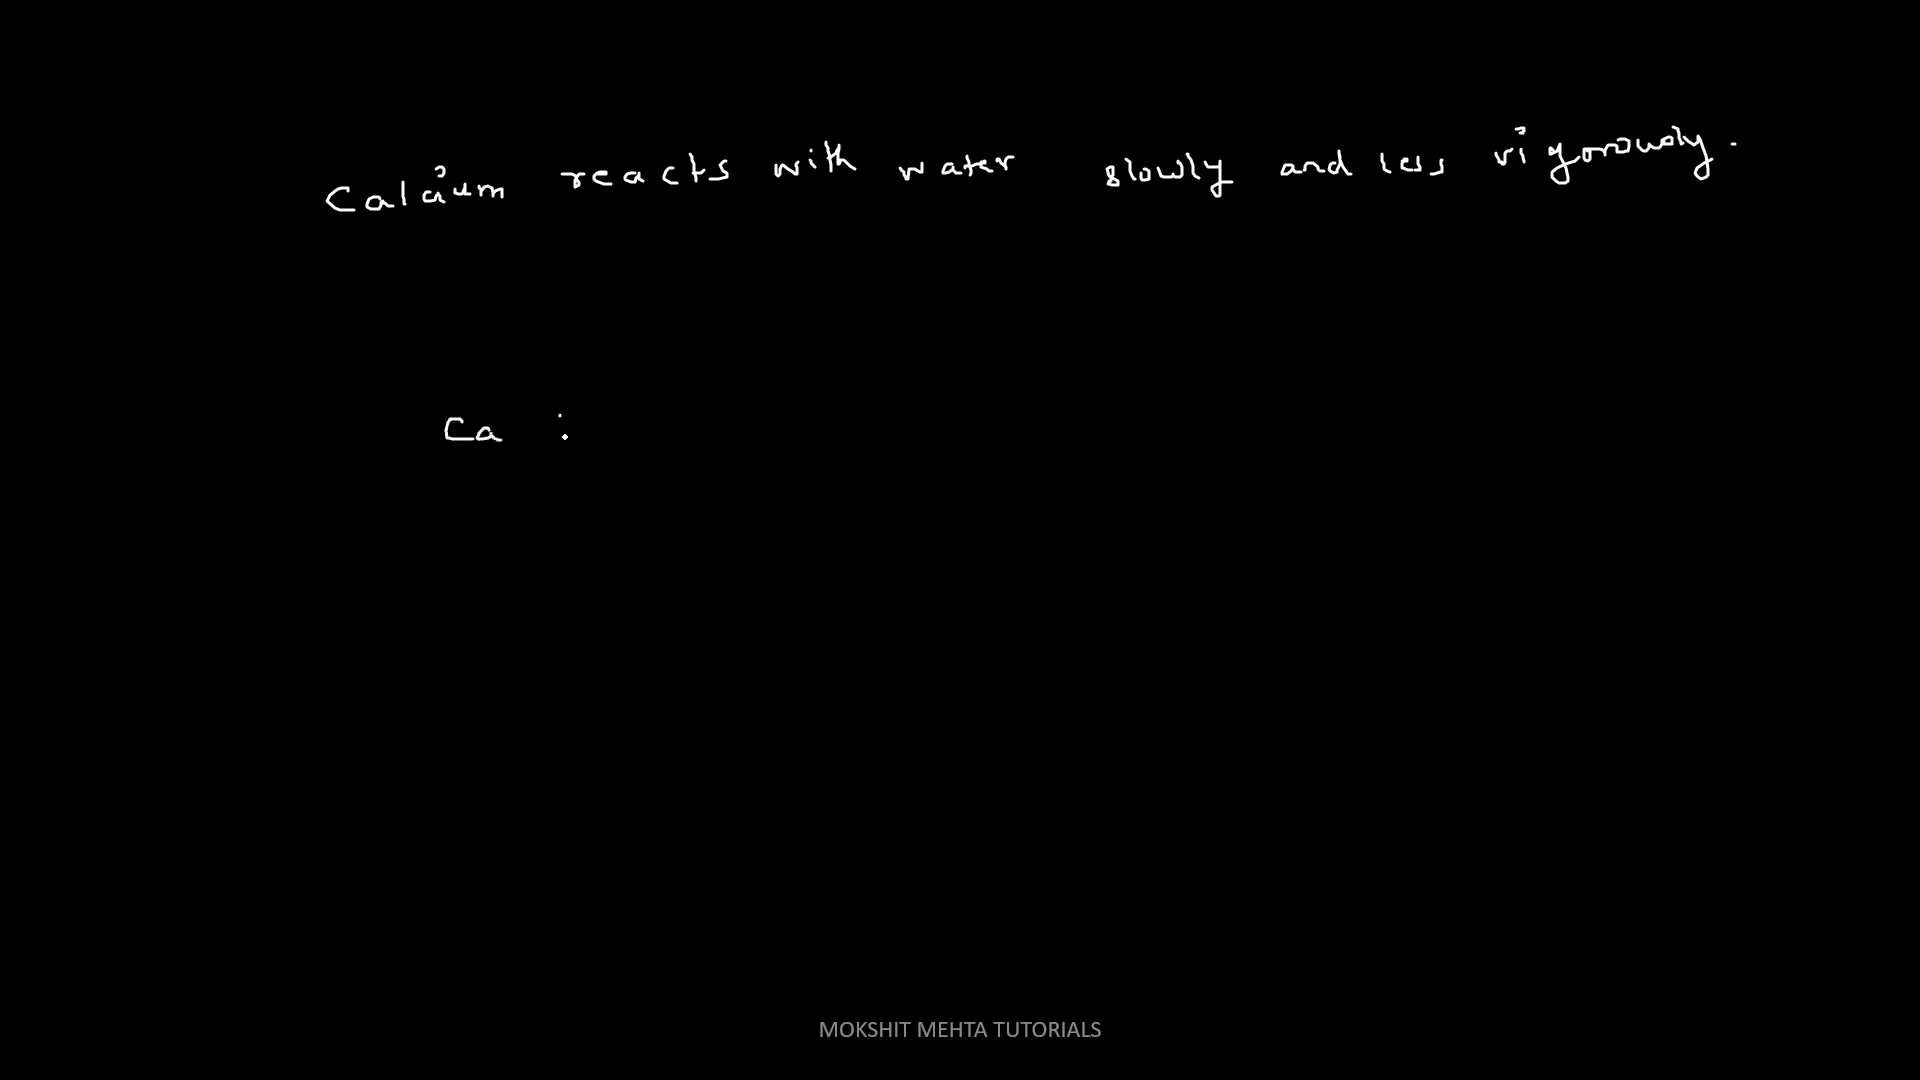 Calcium reacts with water slowly and less vigorously.
Ca :
MOKSHIT MEHTA TUTORIALS